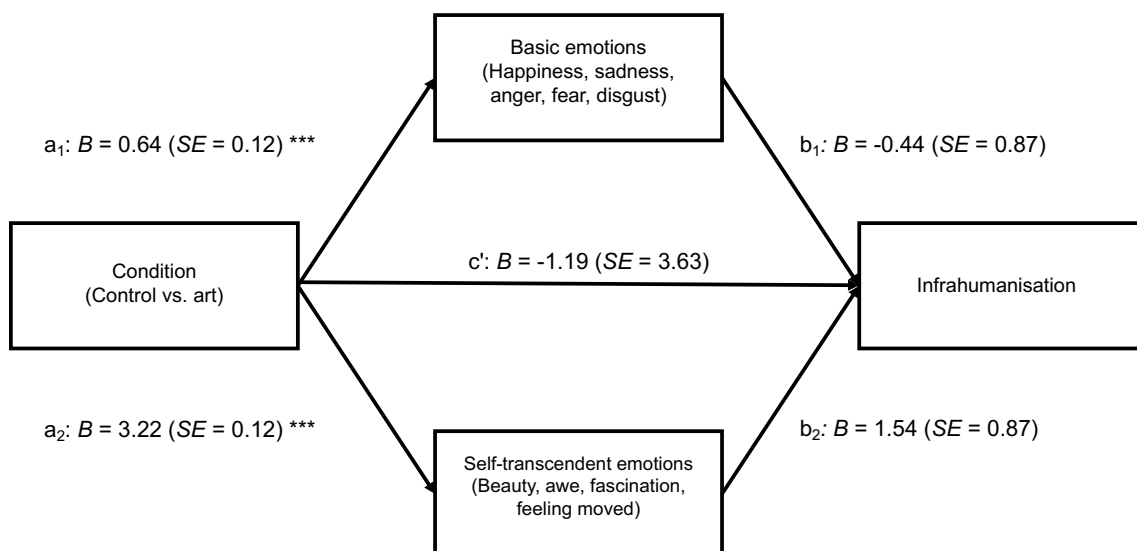 Basic emotions
(Happiness, sadness,
anger, fear, disgust)
a₁: B = 0.64 (SE = 0.12) ***
b₁: B = -0.44 (SE = 0.87)
Condition
(Control vs. art)
c': B = -1.19 (SE = 3.63)
Infrahumanisation
a₂: B = 3.22 (SE = 0.12) ***
b₂: B = 1.54 (SE = 0.87)
Self-transcendent emotions
(Beauty, awe, fascination,
feeling moved)